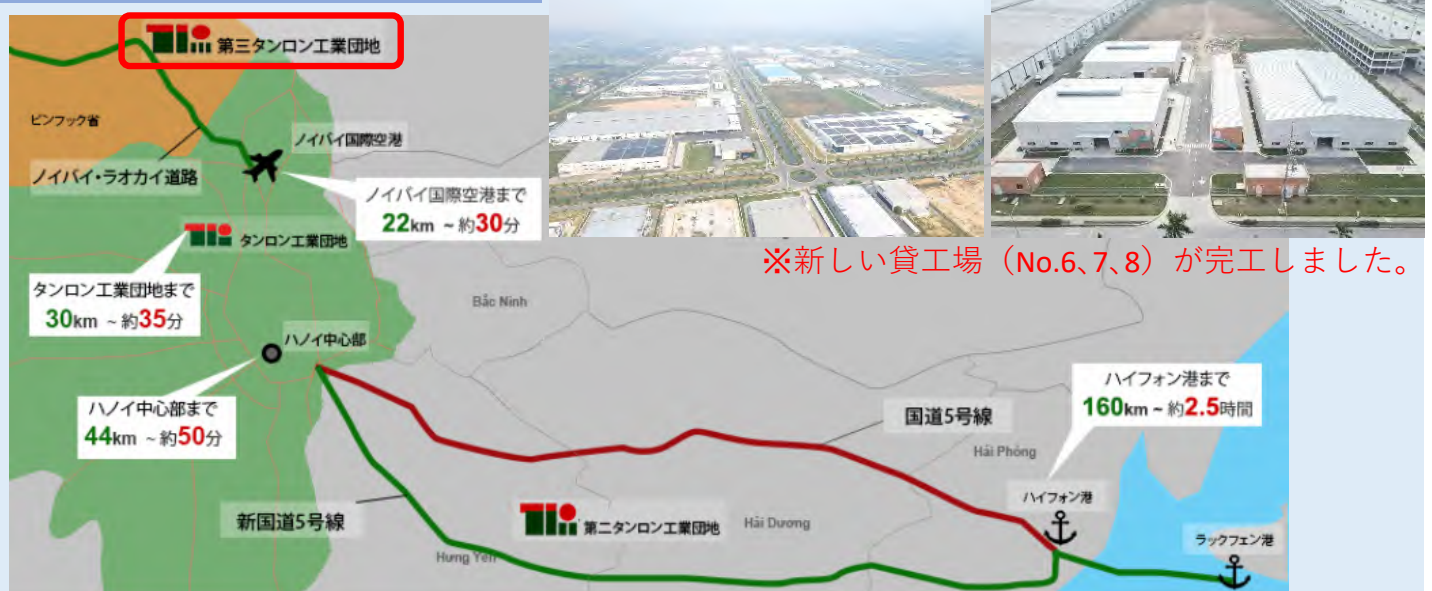 第三タンロン工業団地
ビンフック省
ノイバイ国際空港
ノイバイ・ラオカイ道路
ノイバイ国際空港まで
22km ~ 約30分
タンロン工業団地
※新しい貸工場（No.6､7､8）が完工しました。
タンロン工業団地まで
30km ~ 約35分
Bắc Ninh
ハノイ中心部
ハノイ中心部まで
44km ~ 約50分
ハイフォン港まで
160km ~ 約2.5時間
国道5号線
Hải Phòng
ハイフォン港
新国道5号線
第二タンロン工業団地
Hải Dương
ラックフェン港
Hưng Yên